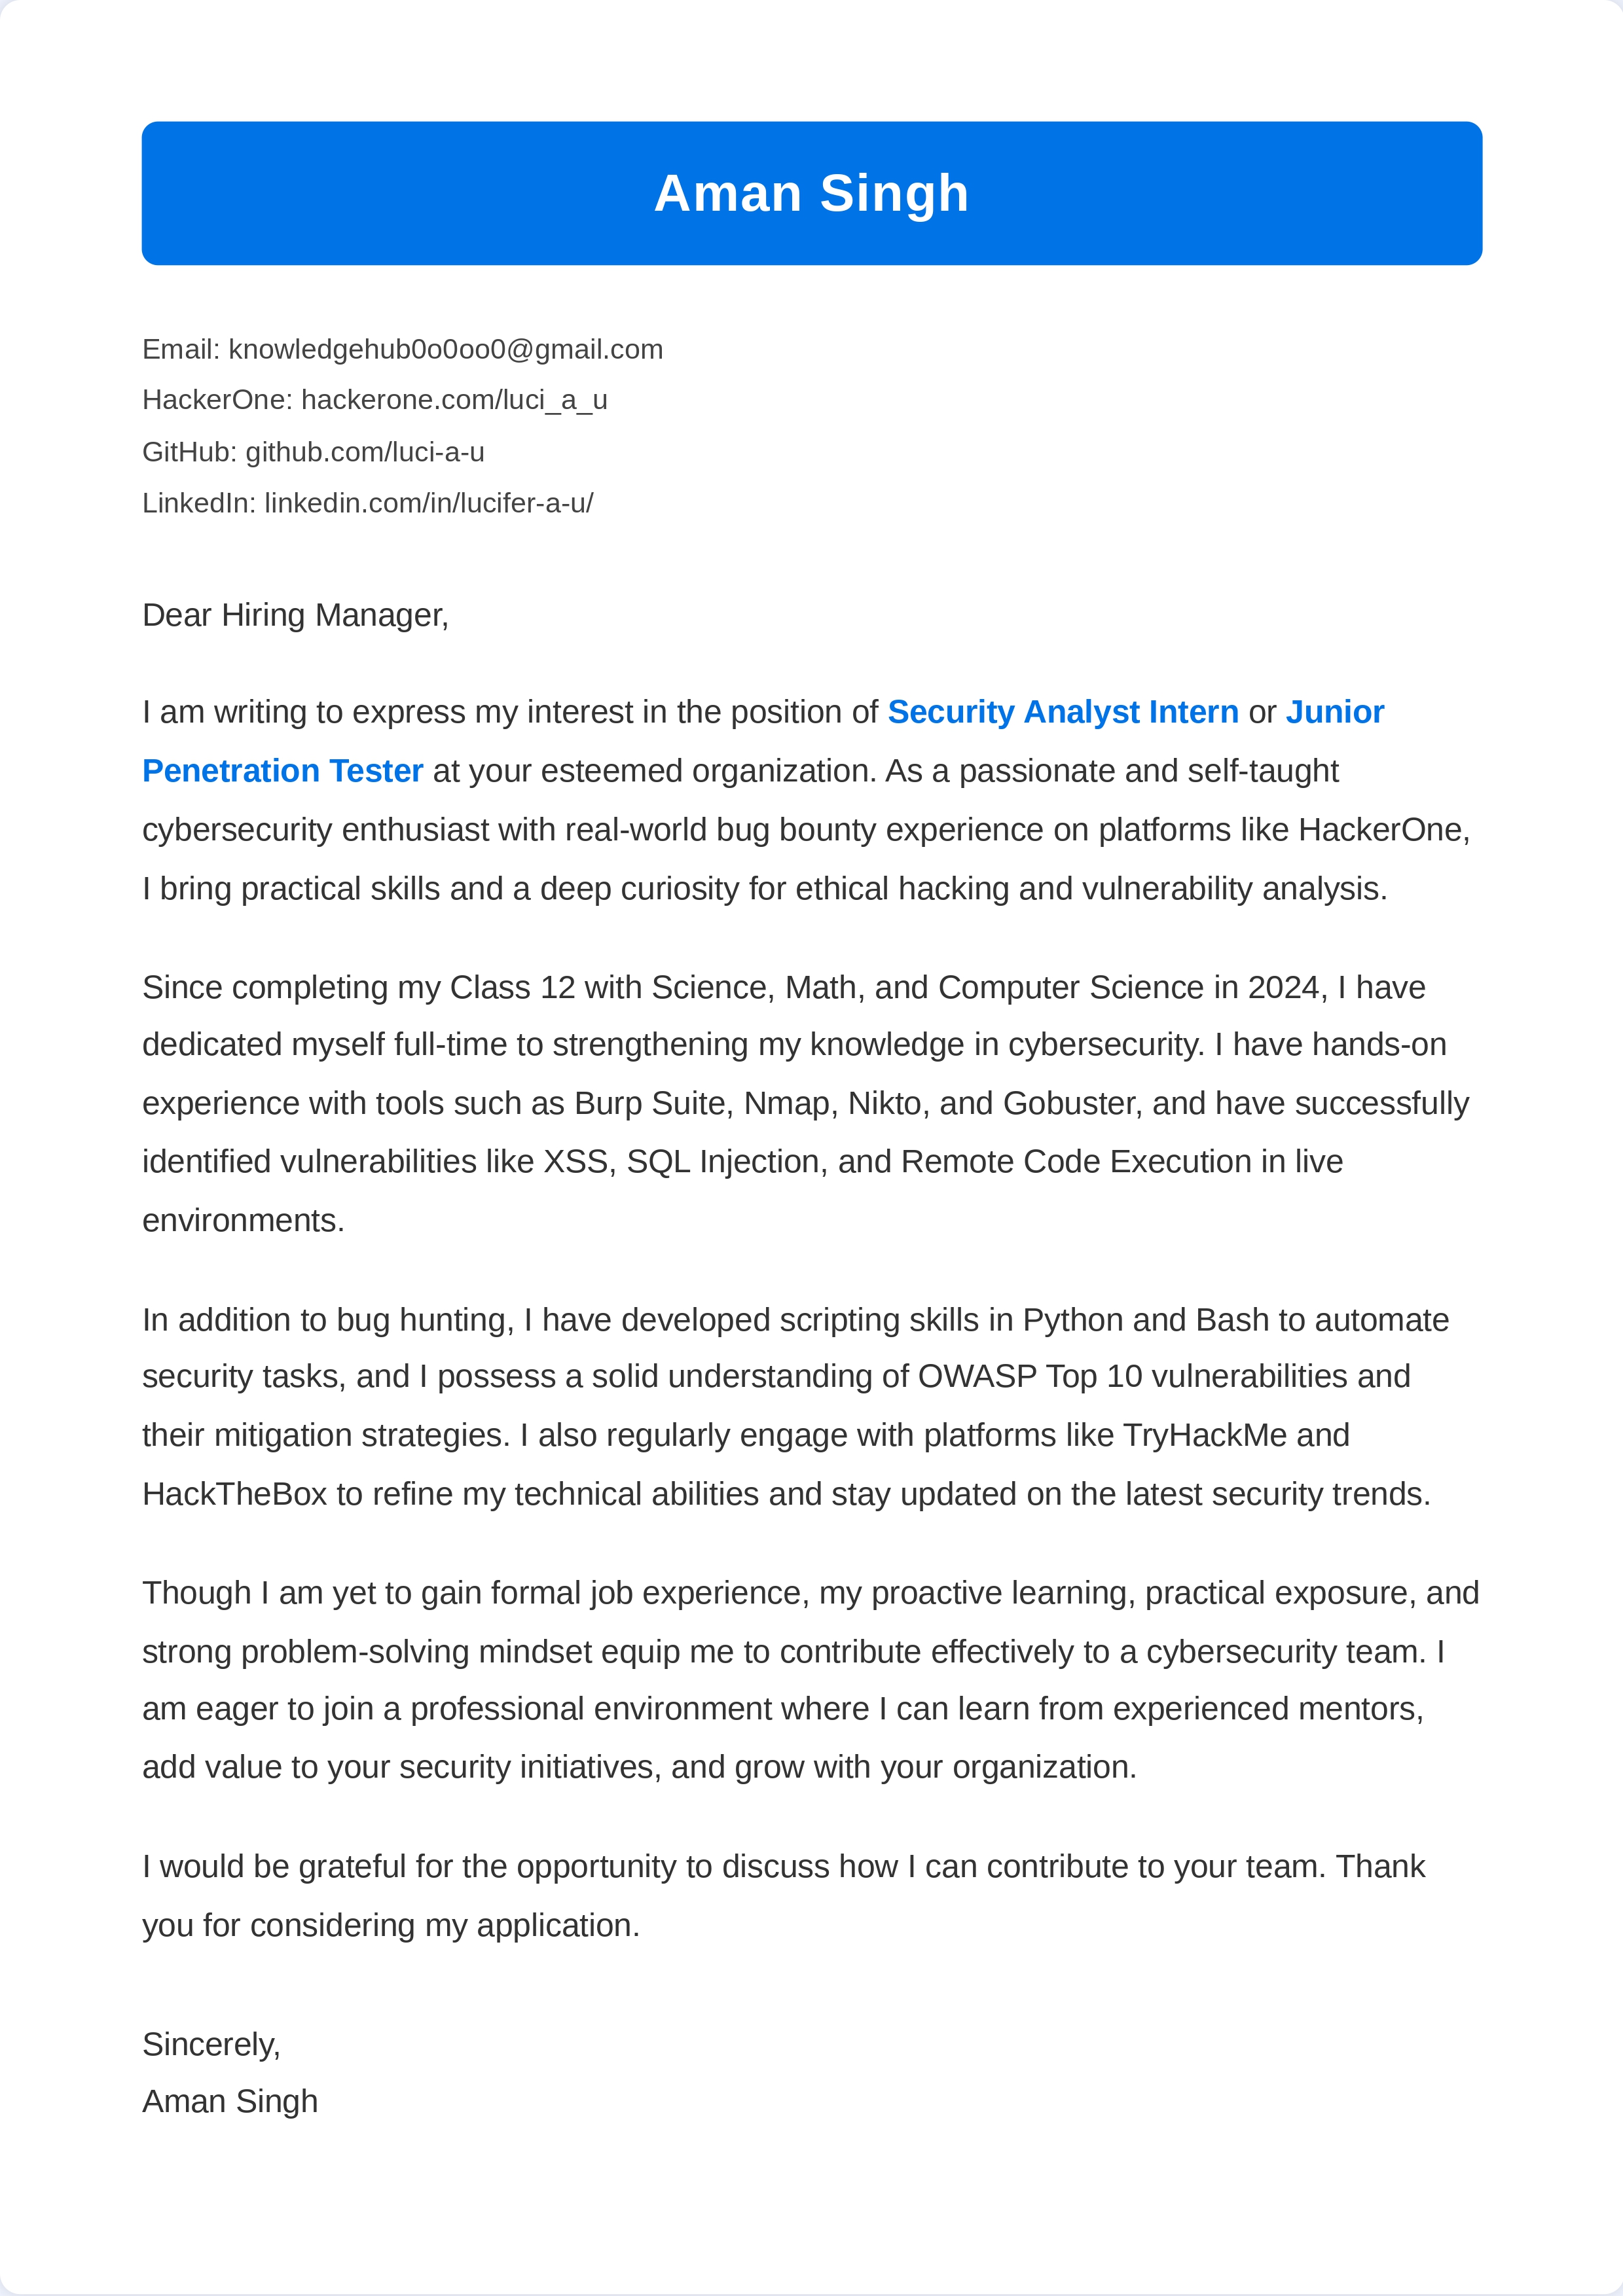 Aman Singh
Email: knowledgehub0o0oo0@gmail.com
HackerOne: hackerone.com/luci_a_u
GitHub: github.com/luci-a-u
LinkedIn: linkedin.com/in/lucifer-a-u/
Dear Hiring Manager,
I am writing to express my interest in the position of Security Analyst Intern or Junior
Penetration Tester at your esteemed organization. As a passionate and self-taught
cybersecurity enthusiast with real-world bug bounty experience on platforms like HackerOne,
I bring practical skills and a deep curiosity for ethical hacking and vulnerability analysis.
Since completing my Class 12 with Science, Math, and Computer Science in 2024, I have
dedicated myself full-time to strengthening my knowledge in cybersecurity. I have hands-on
experience with tools such as Burp Suite, Nmap, Nikto, and Gobuster, and have successfully
identified vulnerabilities like XSS, SQL Injection, and Remote Code Execution in live
environments.
In addition to bug hunting, I have developed scripting skills in Python and Bash to automate
security tasks, and I possess a solid understanding of OWASP Top 10 vulnerabilities and
their mitigation strategies. I also regularly engage with platforms like TryHackMe and
HackTheBox to refine my technical abilities and stay updated on the latest security trends.
Though I am yet to gain formal job experience, my proactive learning, practical exposure, and
strong problem-solving mindset equip me to contribute effectively to a cybersecurity team. I
am eager to join a professional environment where I can learn from experienced mentors,
add value to your security initiatives, and grow with your organization.
I would be grateful for the opportunity to discuss how I can contribute to your team. Thank
you for considering my application.
Sincerely,
Aman Singh